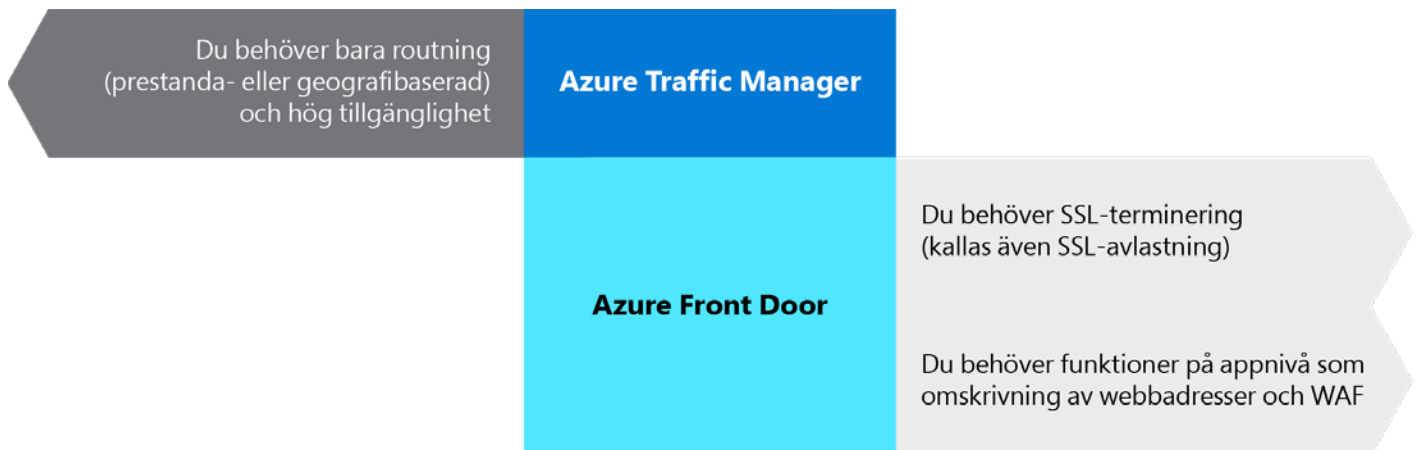 Du behöver bara routning
(prestanda- eller geografibaserad)
och hög tillgänglighet
Azure Traffic Manager
Azure Front Door
Du behöver SSL-terminering
(kallas även SSL-avlastning)
Du behöver funktioner på appnivå som
omskrivning av webbadresser och WAF